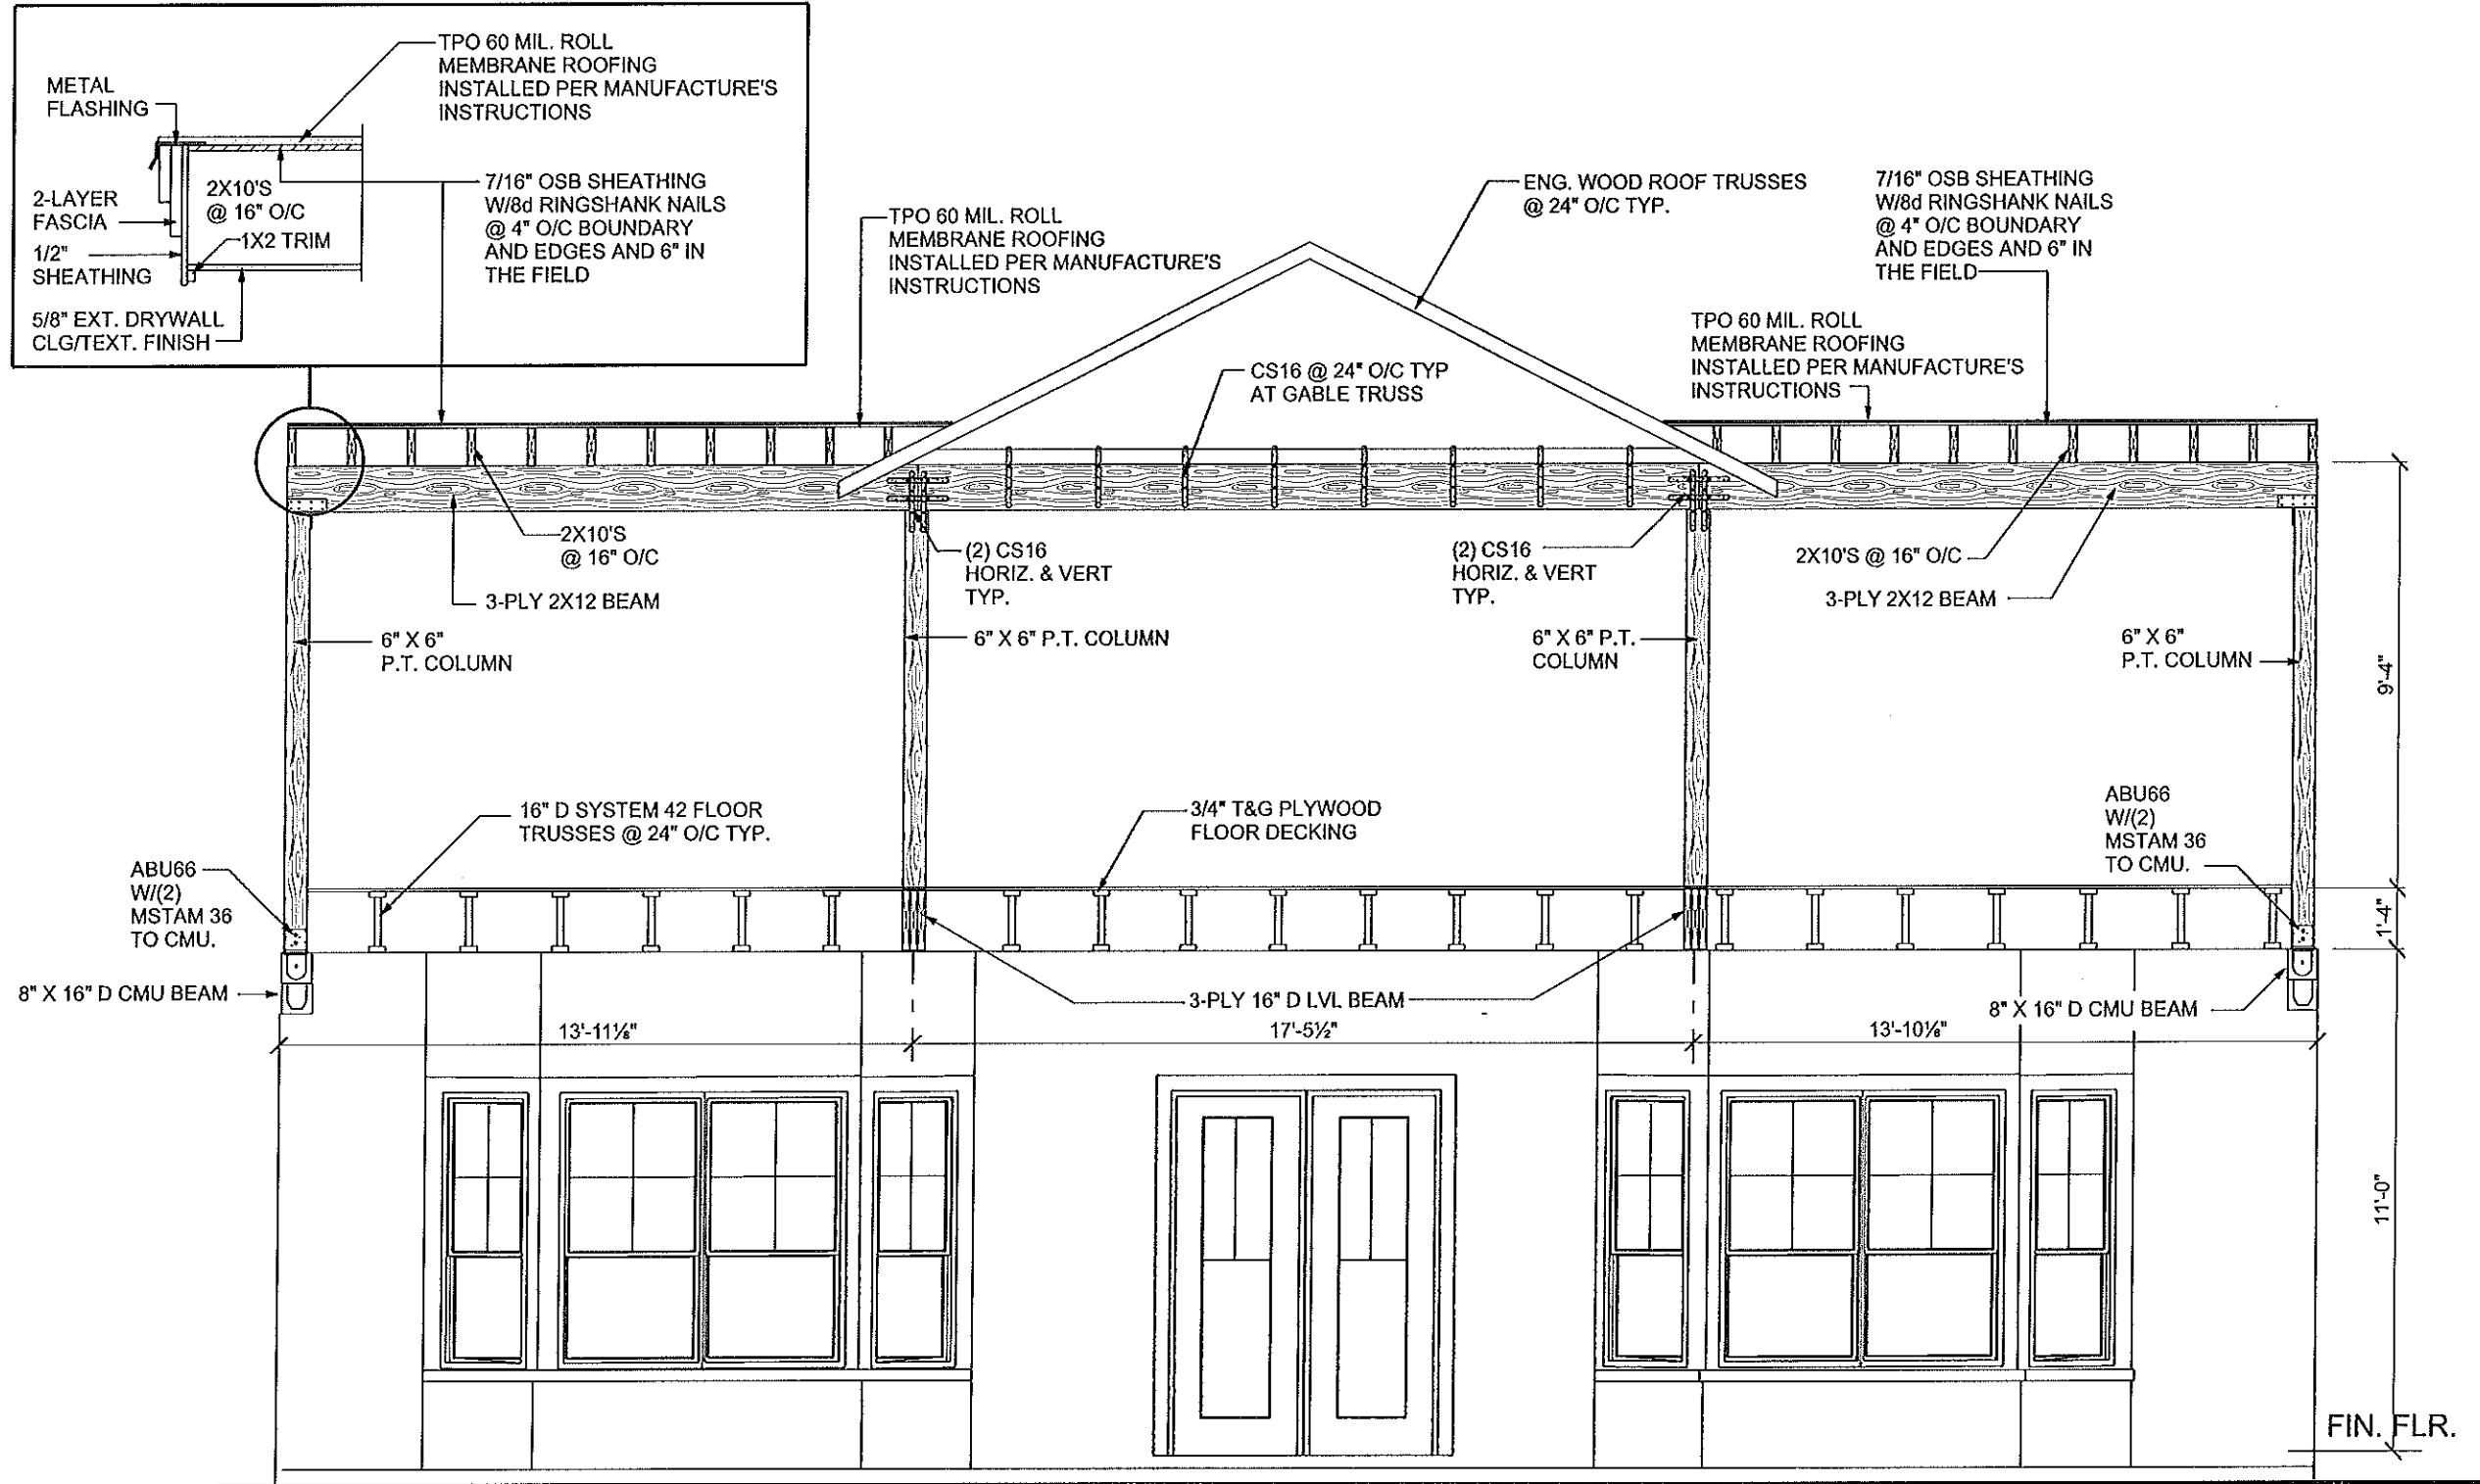 TPO 60 MIL. ROLL
MEMBRANE ROOFING
INSTALLED PER MANUFACTURE'S
INSTRUCTIONS
METAL
FLASHING
7/16" OSB SHEATHING
W/8d RINGSHANK NAILS
@ 4" O/C BOUNDARY
AND EDGES AND 6" IN
THE FIELD
2-LAYER
FASCIA
2X10'S
@ 16" O/C
1X2 TRIM
1/2"
SHEATHING
5/8" EXT. DRYWALL
CLG/TEXT. FINISH
TPO 60 MIL. ROLL
MEMBRANE ROOFING
INSTALLED PER MANUFACTURE'S
INSTRUCTIONS
ENG. WOOD ROOF TRUSSES
@ 24" O/C TYP.
7/16" OSB SHEATHING
W/8d RINGSHANK NAILS
@ 4" O/C BOUNDARY
AND EDGES AND 6" IN
THE FIELD
TPO 60 MIL. ROLL
MEMBRANE ROOFING
INSTALLED PER MANUFACTURE'S
INSTRUCTIONS
CS16 @ 24" O/C TYP
AT GABLE TRUSS
2X10'S
@ 16" O/C
3-PLY 2X12 BEAM
(2) CS16
HORIZ. & VERT
TYP.
(2) CS16
HORIZ. & VERT
TYP.
2X10'S @ 16" O/C
3-PLY 2X12 BEAM
6" X 6"
P.T. COLUMN
6" X 6" P.T. COLUMN
6" X 6" P.T.
COLUMN
6" X 6"
P.T. COLUMN
9'-4"
16" D SYSTEM 42 FLOOR
TRUSSES @ 24" O/C TYP.
3/4" T&G PLYWOOD
FLOOR DECKING
ABU66
W/(2)
MSTAM 36
TO CMU.
ABU66
W/(2)
MSTAM 36
TO CMU.
1'-4"
8" X 16" D CMU BEAM
3-PLY 16" D LVL BEAM
8" X 16" D CMU BEAM
13'-11⅛"
17'-5½"
13'-10⅛"
11'-0"
FIN. FLR.